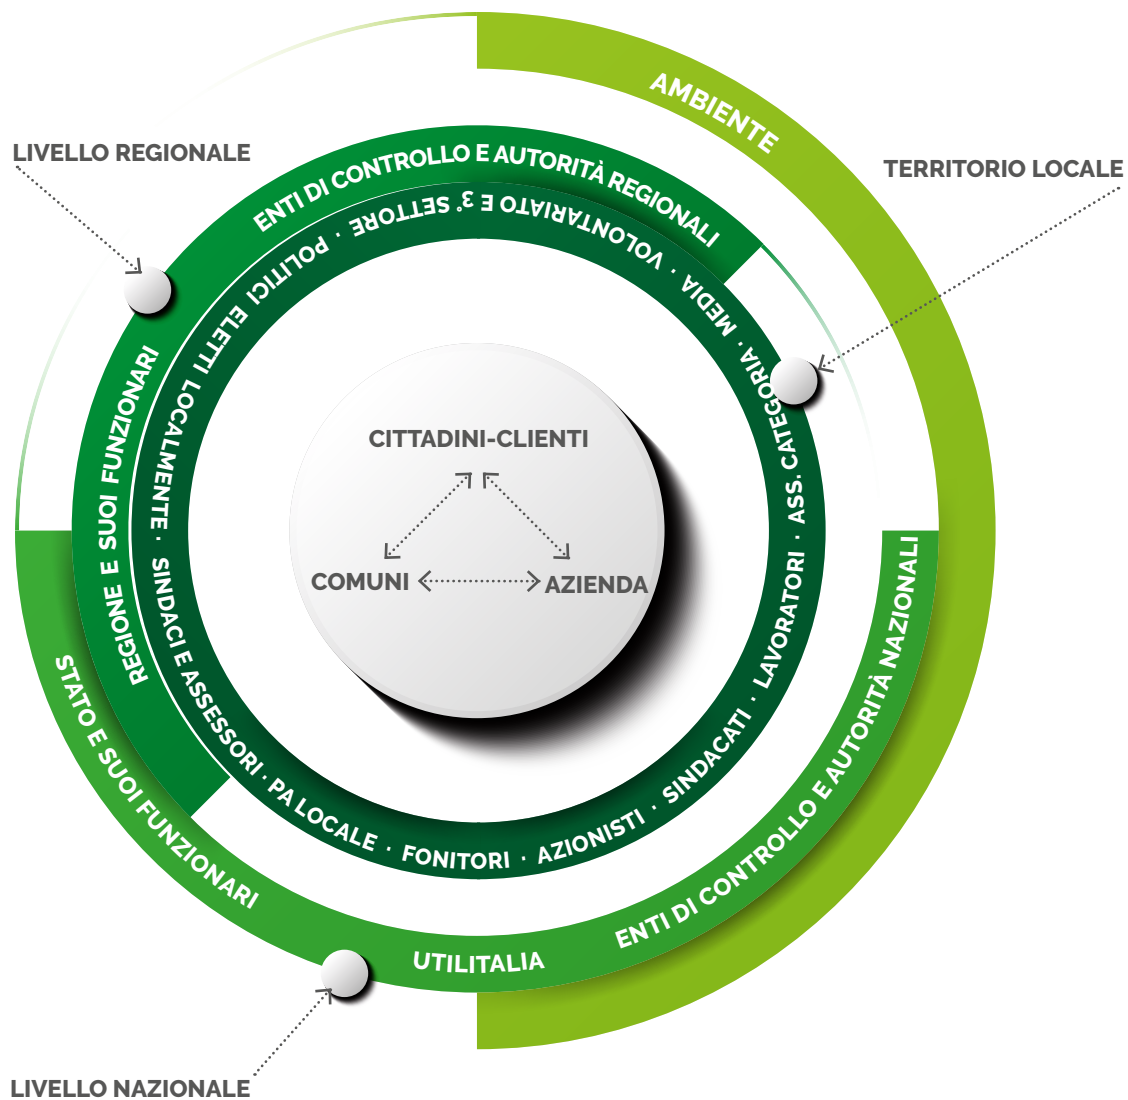 AMBIENTE
LIVELLO REGIONALE
TERRITORIO LOCALE
ENTI DI CONTROLLO E AUTORITÀ REGIONALI
REGIONE E SUOI FUNZIONARI
SINDACI E ASSESSORI · PA LOCALE · FONITORI · AZIONISTI · SINDACATI · LAVORATORI · ASS. CATEGORIA · MEDIA · VOLONTARIATO E 3° SETTORE · POLITICI ELETTI LOCALMENTE ·
CITTADINI-CLIENTI
COMUNI
AZIENDA
STATO E SUOI FUNZIONARI
UTILITALIA
ENTI DI CONTROLLO E AUTORITÀ NAZIONALI
LIVELLO NAZIONALE